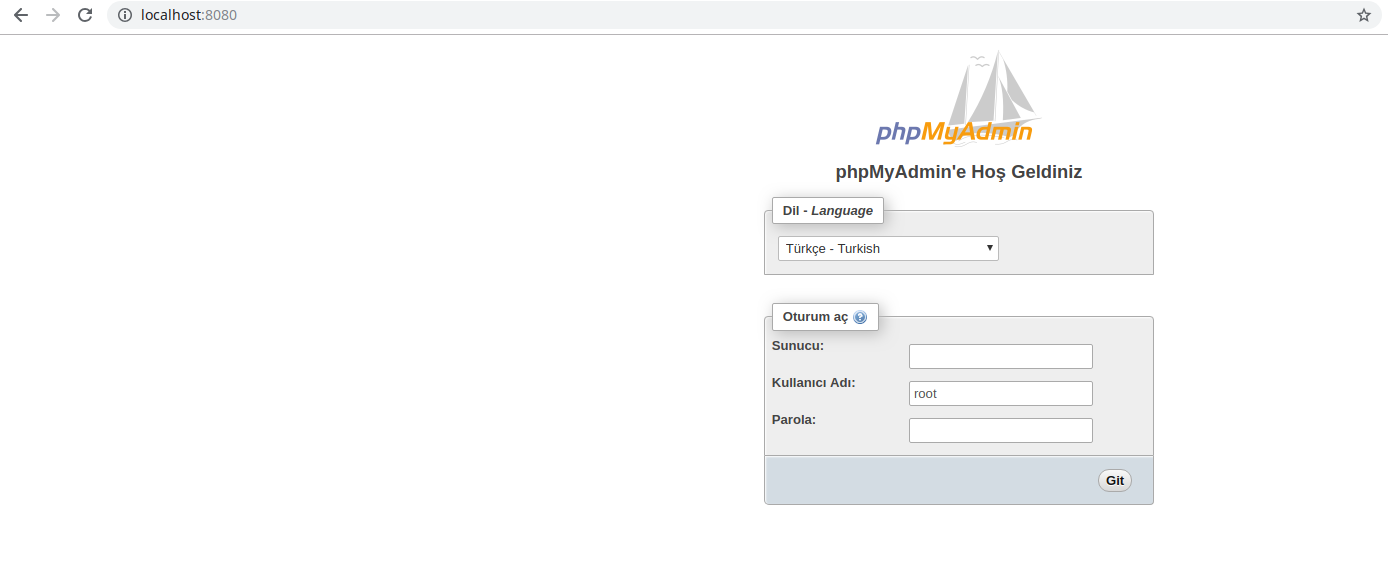 localhost:8080
phpMyAdmin
phpMyAdmin'e Hoş Geldiniz
Dil - Language
Türkçe - Turkish
Oturum aç
Sunucu:
Kullanıcı Adı:
root
Parola:
Git